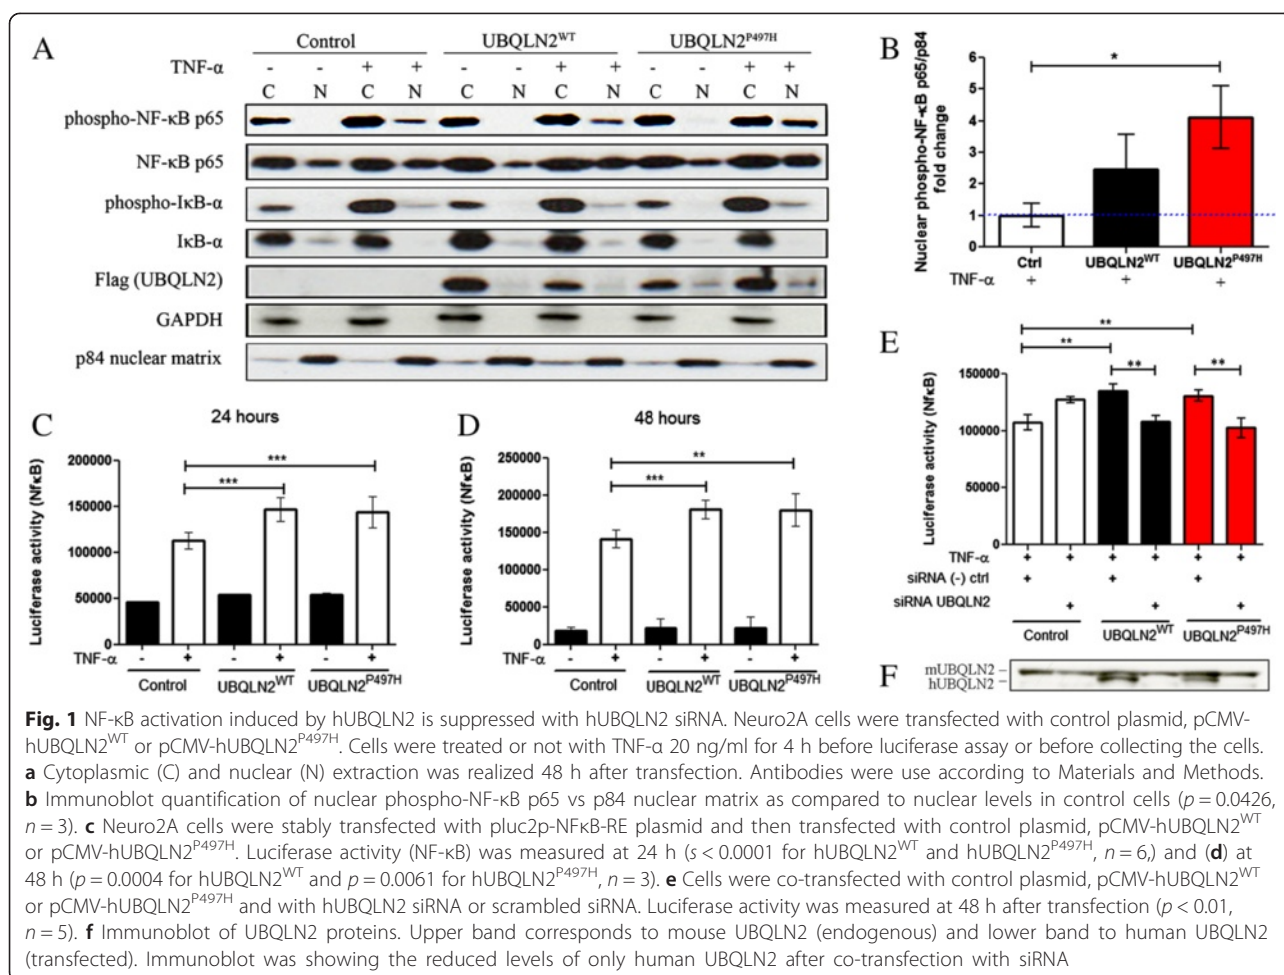 A
Control UBQLN2WT UBQLN2P497H
TNF-α - - + + - - + + - - + +
C N C N C N C N C N C N
phospho-NF-κB p65
NF-κB p65
phospho-IκB-α
IκB-α
Flag (UBQLN2)
GAPDH
p84 nuclear matrix
B
Nuclear phospho-NF-κB p65/p84
fold change
6
5
4
3
2
1
0
*
Ctrl UBQLN2WT UBQLN2P497H
TNF-α + + +
C
24 hours
Luciferase activity (NfκB)
200000
150000
100000
50000
0
***
***
TNF-α - + - + - +
Control UBQLN2WT UBQLN2P497H
D
48 hours
Luciferase activity (NfκB)
250000
200000
150000
100000
50000
0
**
***
TNF-α - + - + - +
Control UBQLN2WT UBQLN2P497H
E
Luciferase activity (NfκB)
150000
100000
50000
0
**
** ** **
TNF-α + + + + + +
siRNA (-) ctrl + + +
siRNA UBQLN2 + + +
Control UBQLN2WT UBQLN2P497H
F
mUBQLN2 –
hUBQLN2 –
Fig. 1 NF-κB activation induced by hUBQLN2 is suppressed with hUBQLN2 siRNA. Neuro2A cells were transfected with control plasmid, pCMV-
hUBQLN2WT or pCMV-hUBQLN2P497H. Cells were treated or not with TNF-α 20 ng/ml for 4 h before luciferase assay or before collecting the cells.
a Cytoplasmic (C) and nuclear (N) extraction was realized 48 h after transfection. Antibodies were use according to Materials and Methods.
b Immunoblot quantification of nuclear phospho-NF-κB p65 vs p84 nuclear matrix as compared to nuclear levels in control cells (p = 0.0426,
n = 3). c Neuro2A cells were stably transfected with pluc2p-NFκB-RE plasmid and then transfected with control plasmid, pCMV-hUBQLN2WT
or pCMV-hUBQLN2P497H. Luciferase activity (NF-κB) was measured at 24 h (s < 0.0001 for hUBQLN2WT and hUBQLN2P497H, n = 6,) and (d) at
48 h (p = 0.0004 for hUBQLN2WT and p = 0.0061 for hUBQLN2P497H, n = 3). e Cells were co-transfected with control plasmid, pCMV-hUBQLN2WT
or pCMV-hUBQLN2P497H and with hUBQLN2 siRNA or scrambled siRNA. Luciferase activity was measured at 48 h after transfection (p < 0.01,
n = 5). f Immunoblot of UBQLN2 proteins. Upper band corresponds to mouse UBQLN2 (endogenous) and lower band to human UBQLN2
(transfected). Immunoblot was showing the reduced levels of only human UBQLN2 after co-transfection with siRNA